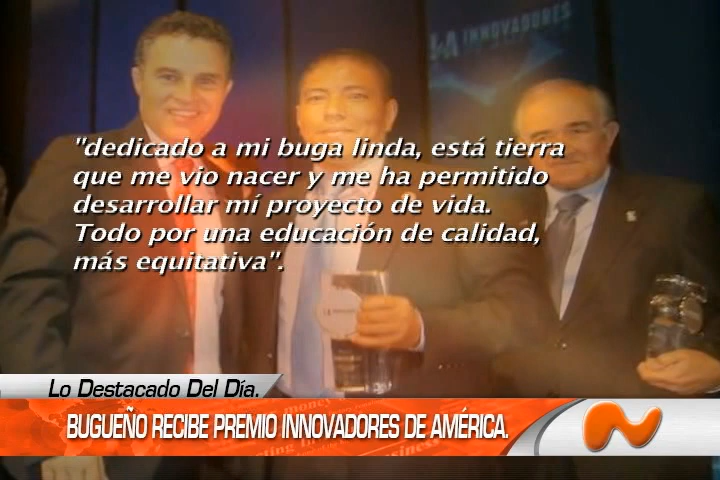 INNOVADORES
"dedicado a mi buga linda, está tierra
que me vio nacer y me ha permitido
desarrollar mí proyecto de vida.
Todo por una educación de calidad,
más equitativa".
Lo Destacado Del Día.
BUGUEÑO RECIBE PREMIO INNOVADORES DE AMÉRICA.